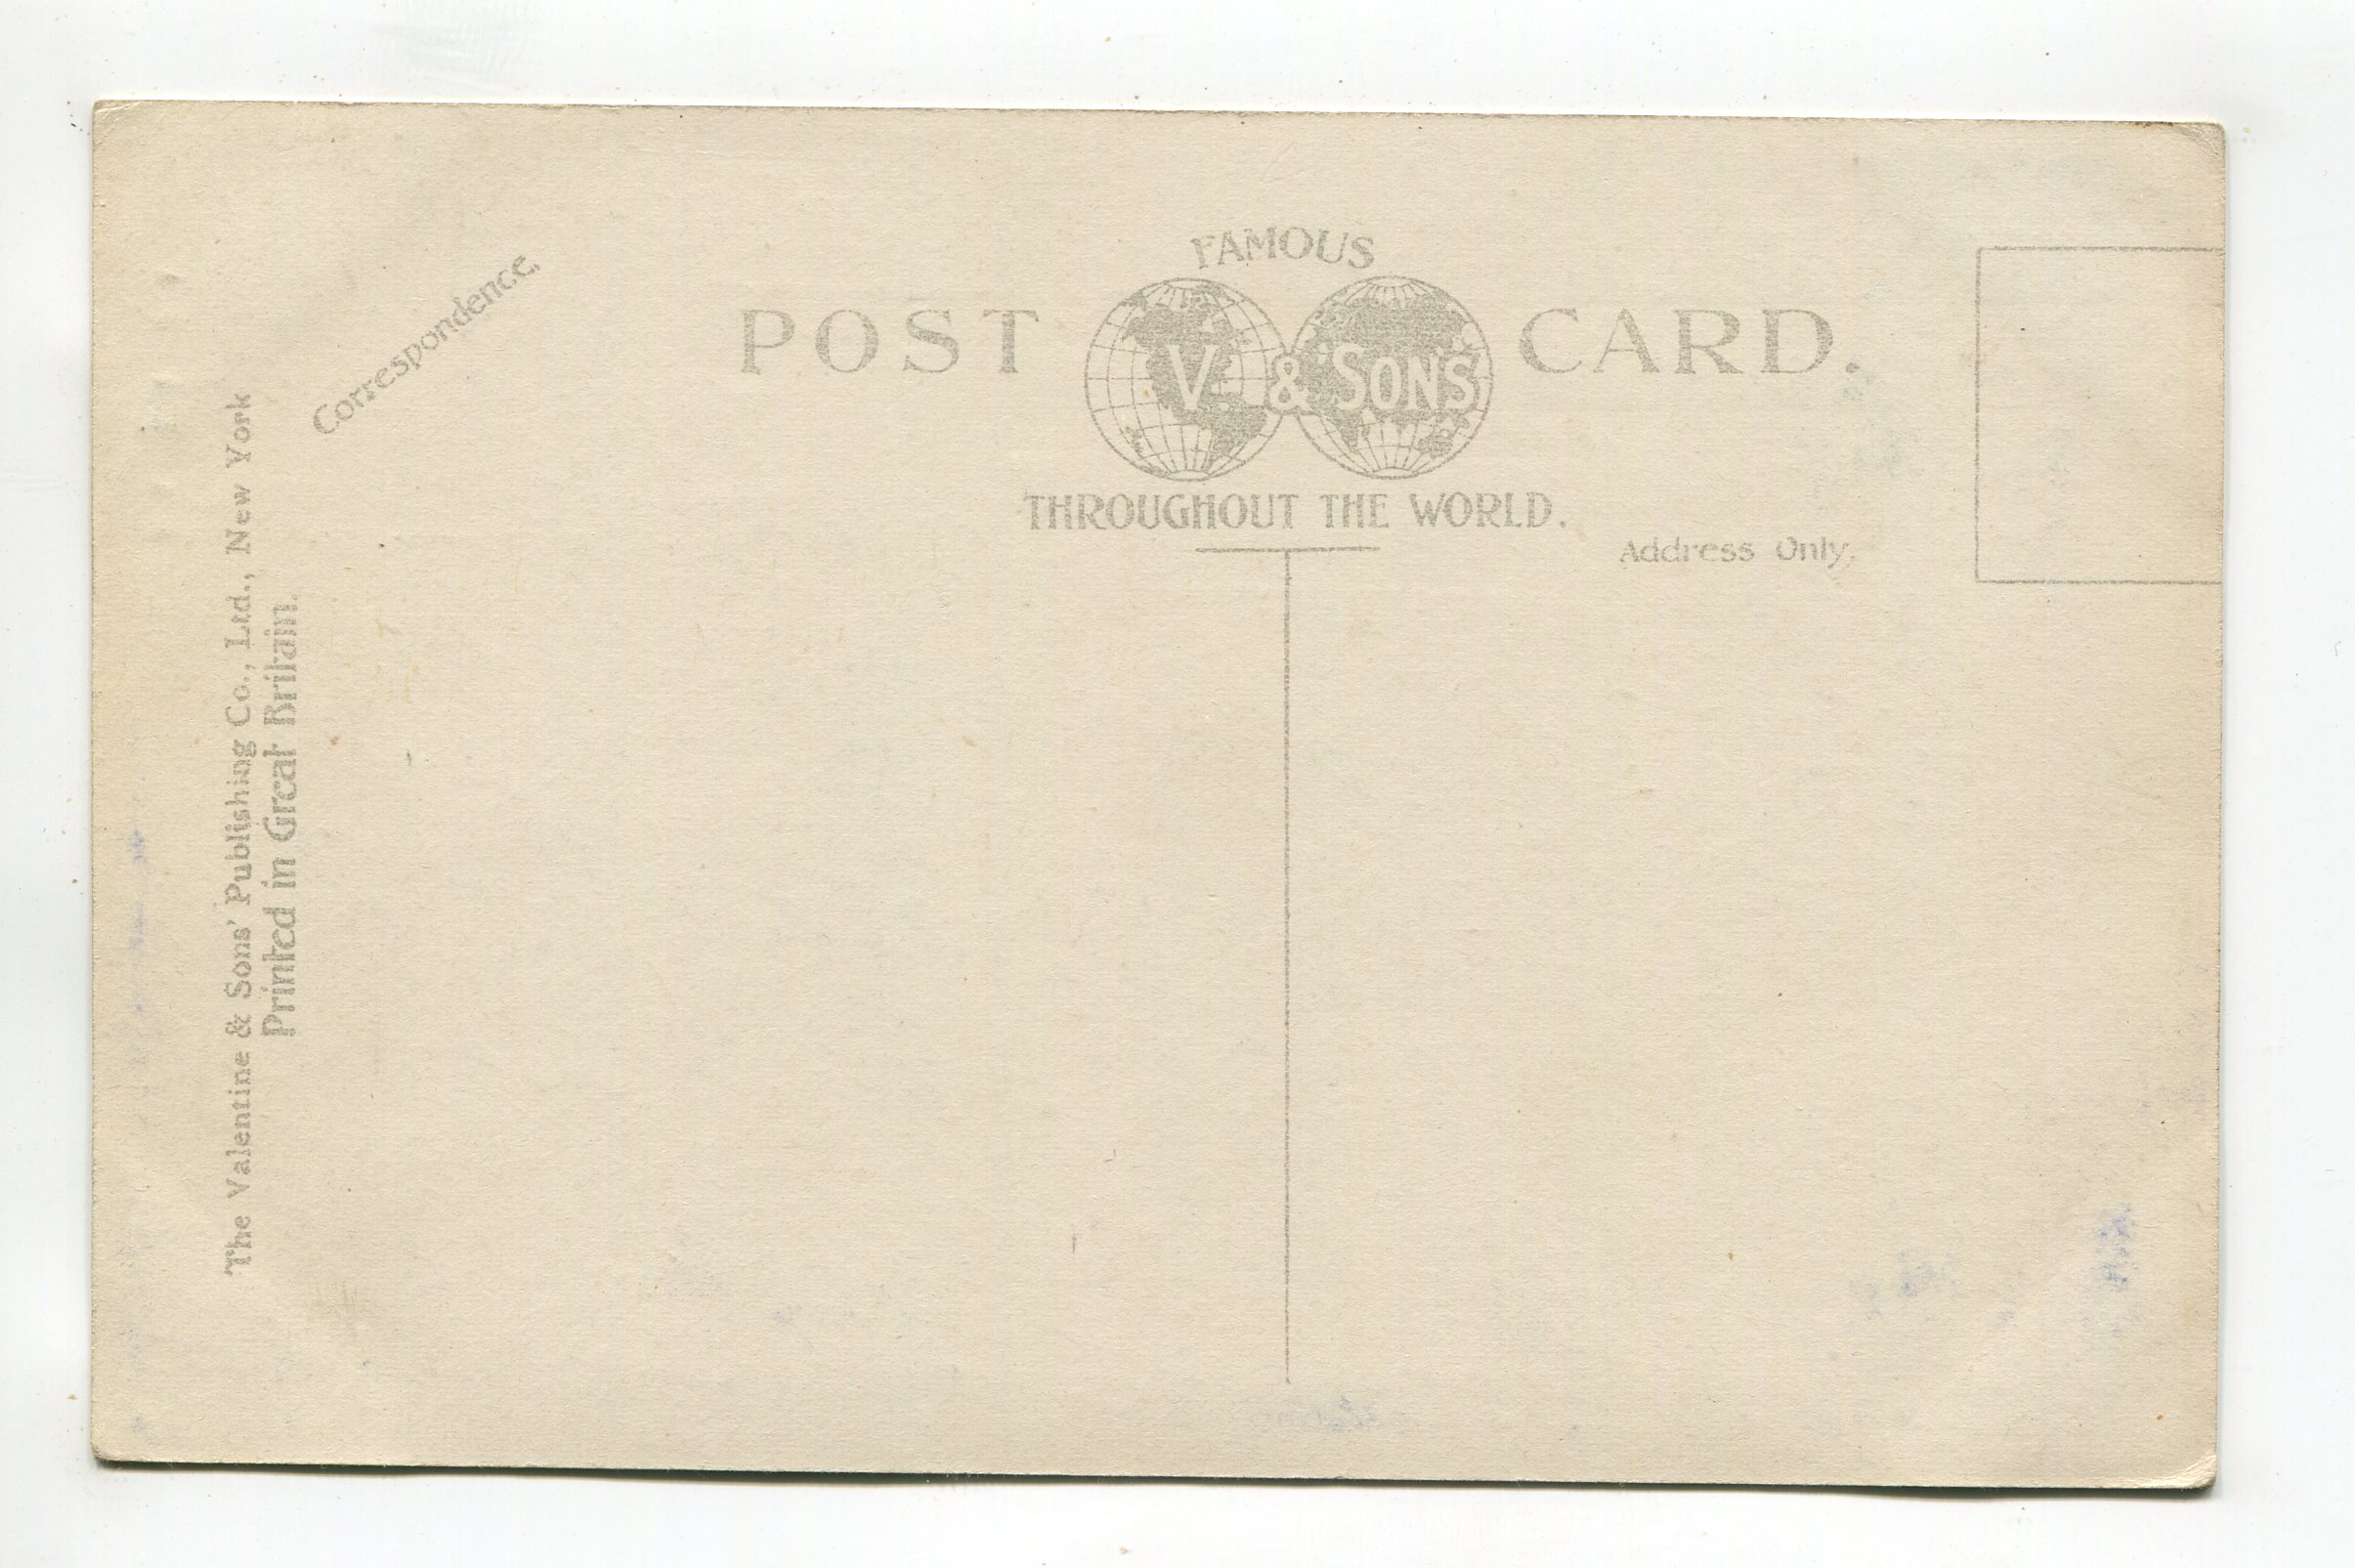 FAMOUS
POST V. & SONS CARD.
THROUGHOUT THE WORLD.
Correspondence.
Address Only.
The Valentine & Sons' Publishing Co., Ltd., New York
Printed in Great Britain.